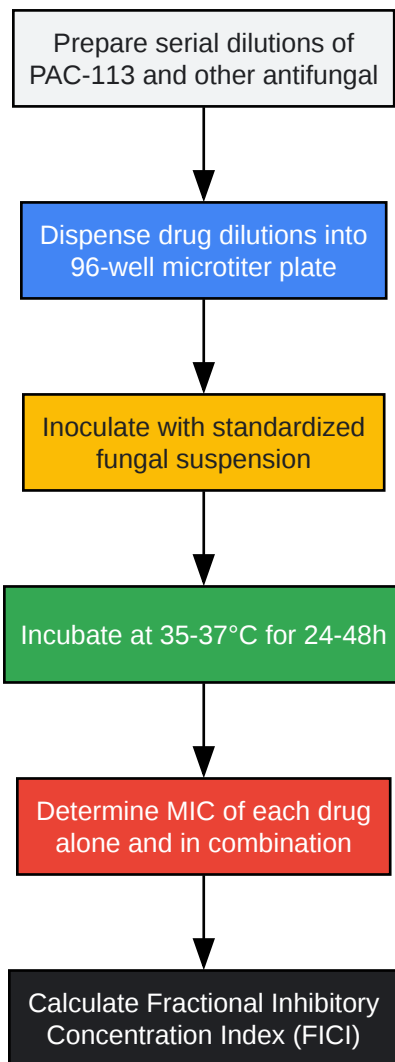 Prepare serial dilutions of
PAC-113 and other antifungal
Dispense drug dilutions into
96-well microtiter plate
Inoculate with standardized
fungal suspension
Incubate at 35-37°C for 24-48h
Determine MIC of each drug
alone and in combination
Calculate Fractional Inhibitory
Concentration Index (FICI)